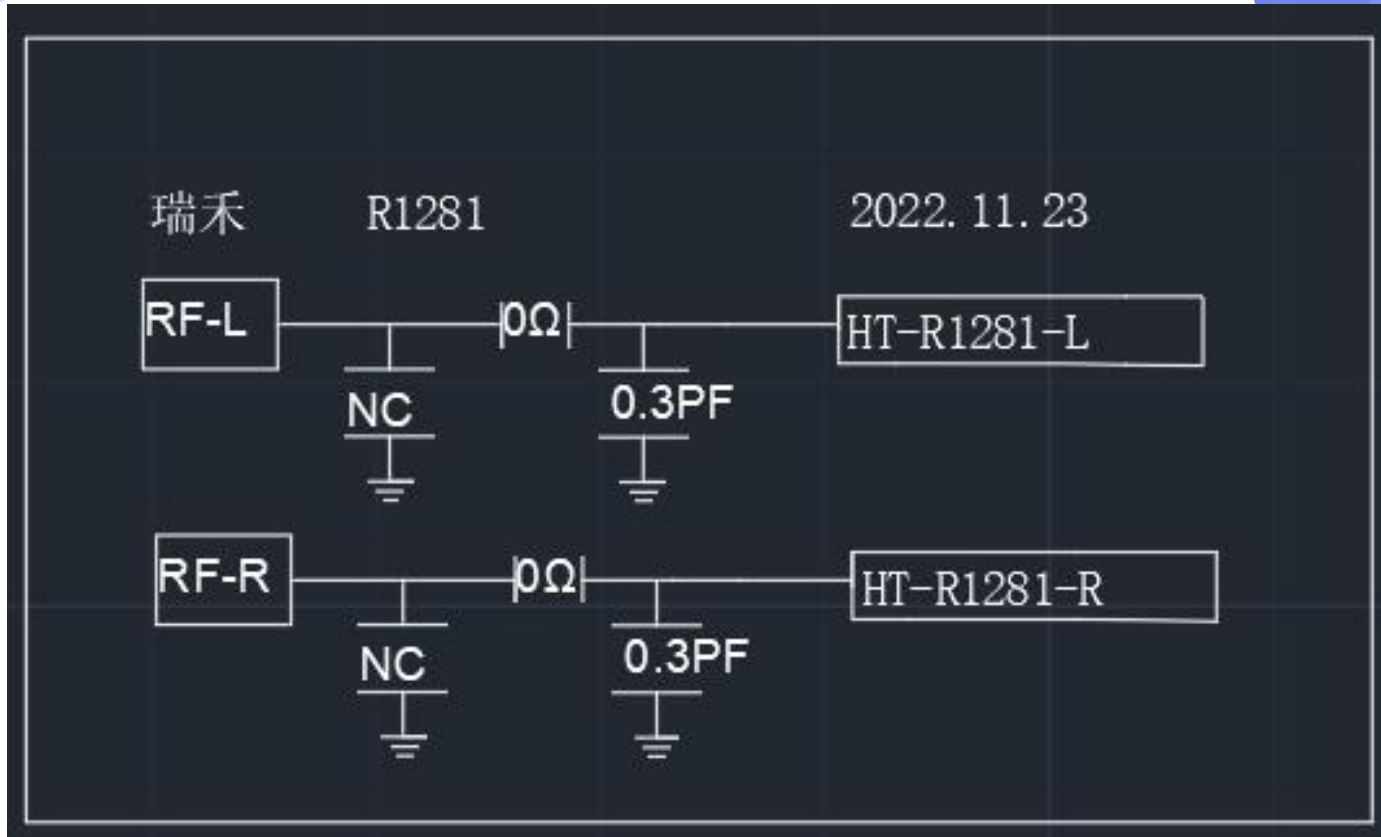 瑞禾 R1281 2022.11.23
RF-L 0Ω HT-R1281-L
NC 0.3PF
RF-R 0Ω HT-R1281-R
NC 0.3PF